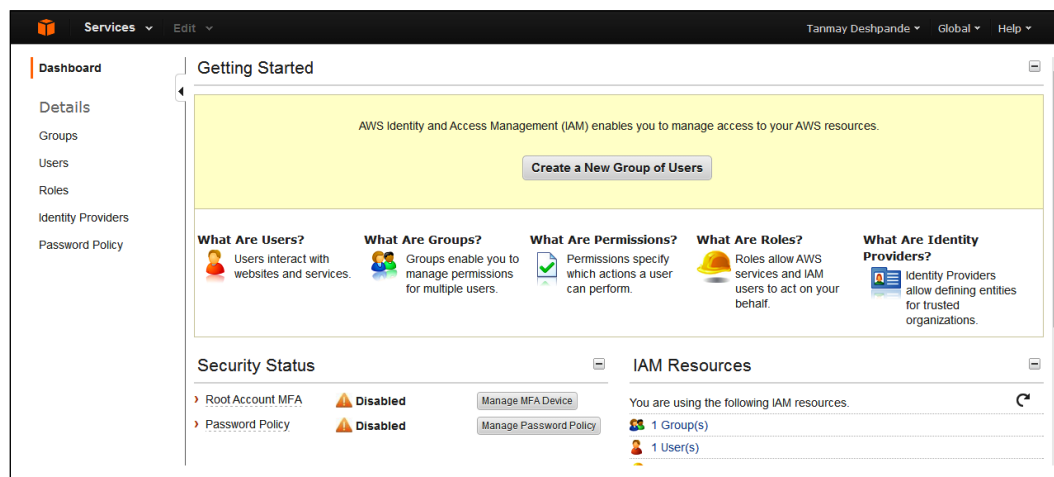 Services Edit Tanmay Deshpande Global Help
Dashboard
Details
Groups
Users
Roles
Identity Providers
Password Policy
Getting Started
AWS Identity and Access Management (IAM) enables you to manage access to your AWS resources.
Create a New Group of Users
What Are Users?
Users interact with
websites and services.
What Are Groups?
Groups enable you to
manage permissions
for multiple users.
What Are Permissions?
Permissions specify
which actions a user
can perform.
What Are Roles?
Roles allow AWS
services and IAM
users to act on your
behalf.
What Are Identity
Providers?
Identity Providers
allow defining entities
for trusted
organizations.
Security Status
Root Account MFA Disabled Manage MFA Device
Password Policy Disabled Manage Password Policy
IAM Resources
You are using the following IAM resources.
1 Group(s)
1 User(s)